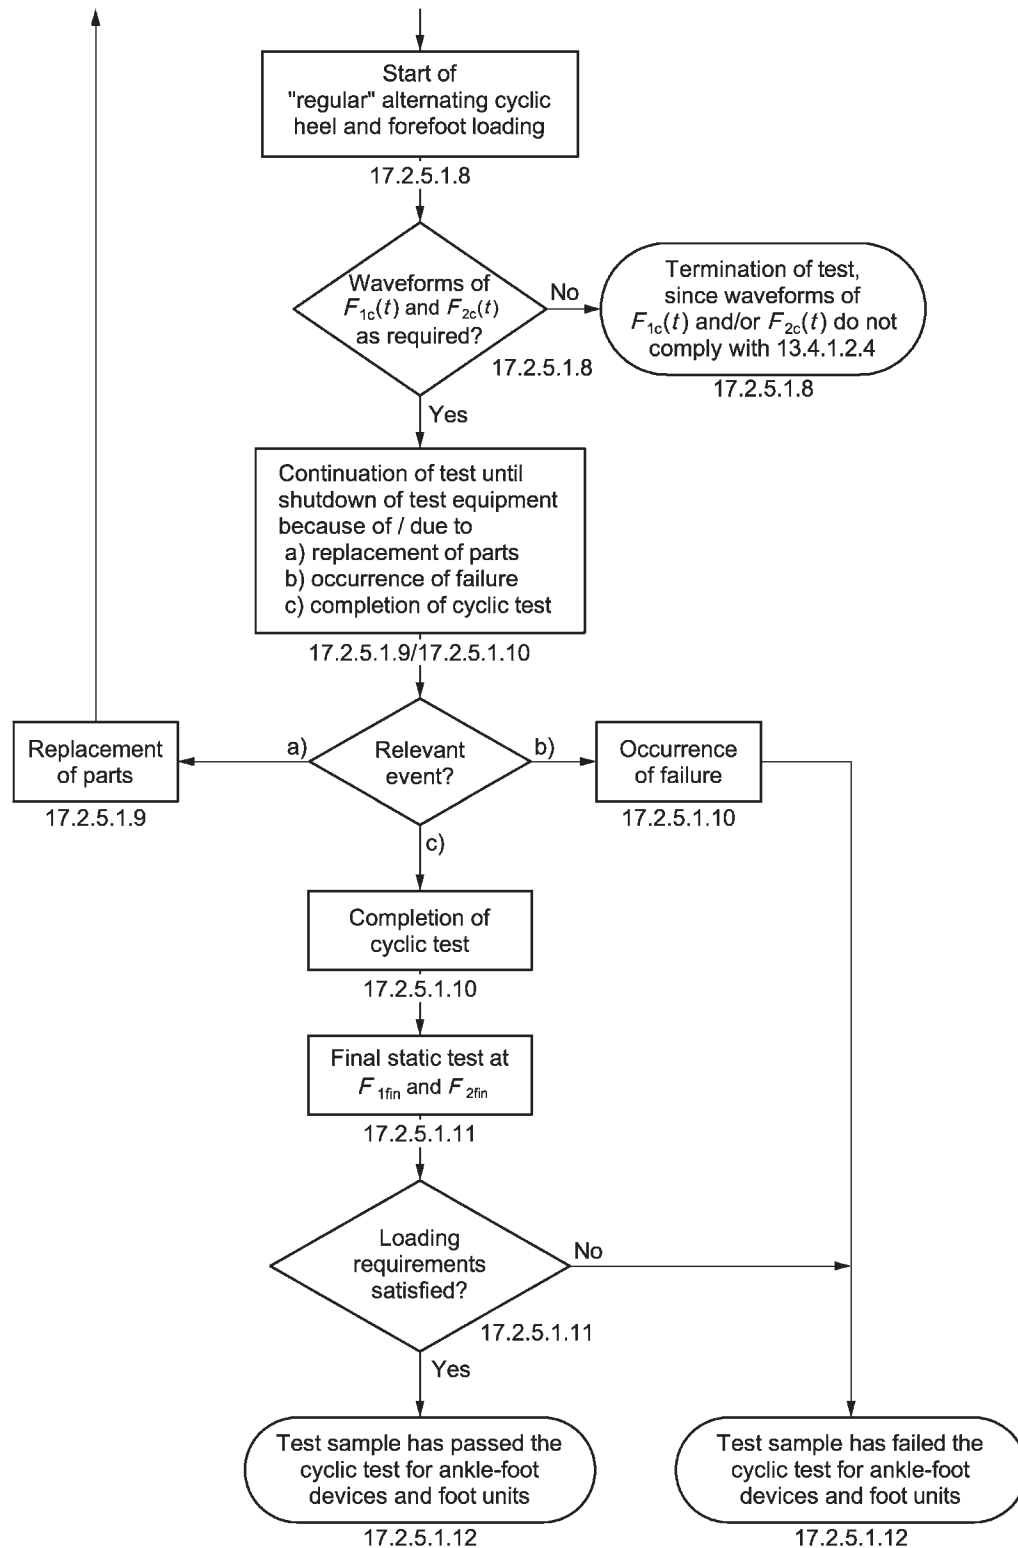 Start of
"regular" alternating cyclic
heel and forefoot loading
17.2.5.1.8
Waveforms of
F1c(t) and F2c(t)
as required?
17.2.5.1.8
No
Termination of test,
since waveforms of
F1c(t) and/or F2c(t) do not
comply with 13.4.1.2.4
17.2.5.1.8
Yes
Continuation of test until
shutdown of test equipment
because of / due to
a) replacement of parts
b) occurrence of failure
c) completion of cyclic test
17.2.5.1.9/17.2.5.1.10
Replacement
of parts
17.2.5.1.9
a)
Relevant
event?
b)
Occurrence
of failure
17.2.5.1.10
c)
Completion of
cyclic test
17.2.5.1.10
Final static test at
F 1fin and F 2fin
17.2.5.1.11
Loading
requirements
satisfied?
No
17.2.5.1.11
Yes
Test sample has passed the
cyclic test for ankle-foot
devices and foot units
17.2.5.1.12
Test sample has failed the
cyclic test for ankle-foot
devices and foot units
17.2.5.1.12